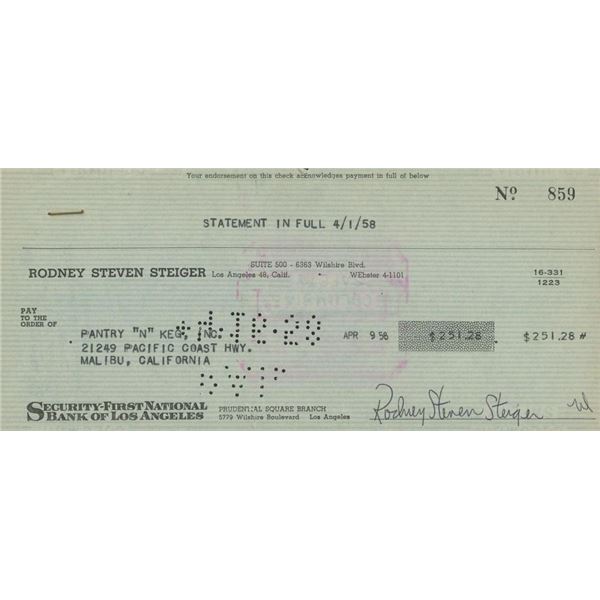 Your endorsement on this check acknowledges payment in full of below
Nº 859
STATEMENT IN FULL 4/1/58
SUITE 500 - 6363 Wilshire Blvd.
RODNEY STEVEN STEIGER Los Angeles 48, Calif. WEbster 4-1101
16-331
1223
PAY
TO THE
ORDER OF
PANTRY "N" KEG, INC.
21249 PACIFIC COAST HWY.
MALIBU, CALIFORNIA
APR 9 58 $251.28 $251.28 #
SECURITY-FIRST NATIONAL
BANK OF LOS ANGELES
PRUDENTIAL SQUARE BRANCH
5779 Wilshire Boulevard Los Angeles
Rodney Steven Steiger